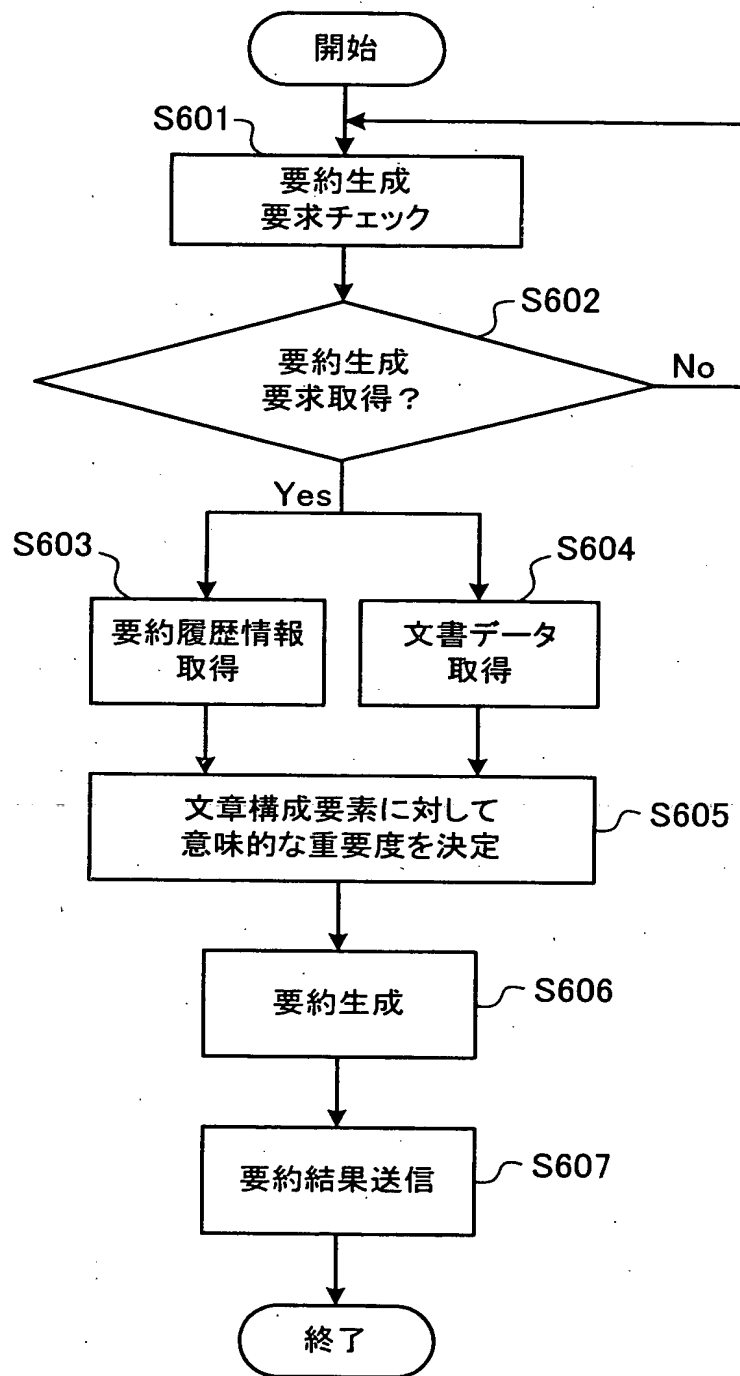 開始
S601
要約生成
要求チェック
S602
要約生成
要求取得？
No
Yes
S603
S604
要約履歴情報
取得
文書データ
取得
文章構成要素に対して
意味的な重要度を決定
S605
要約生成
S606
要約結果送信
S607
終了